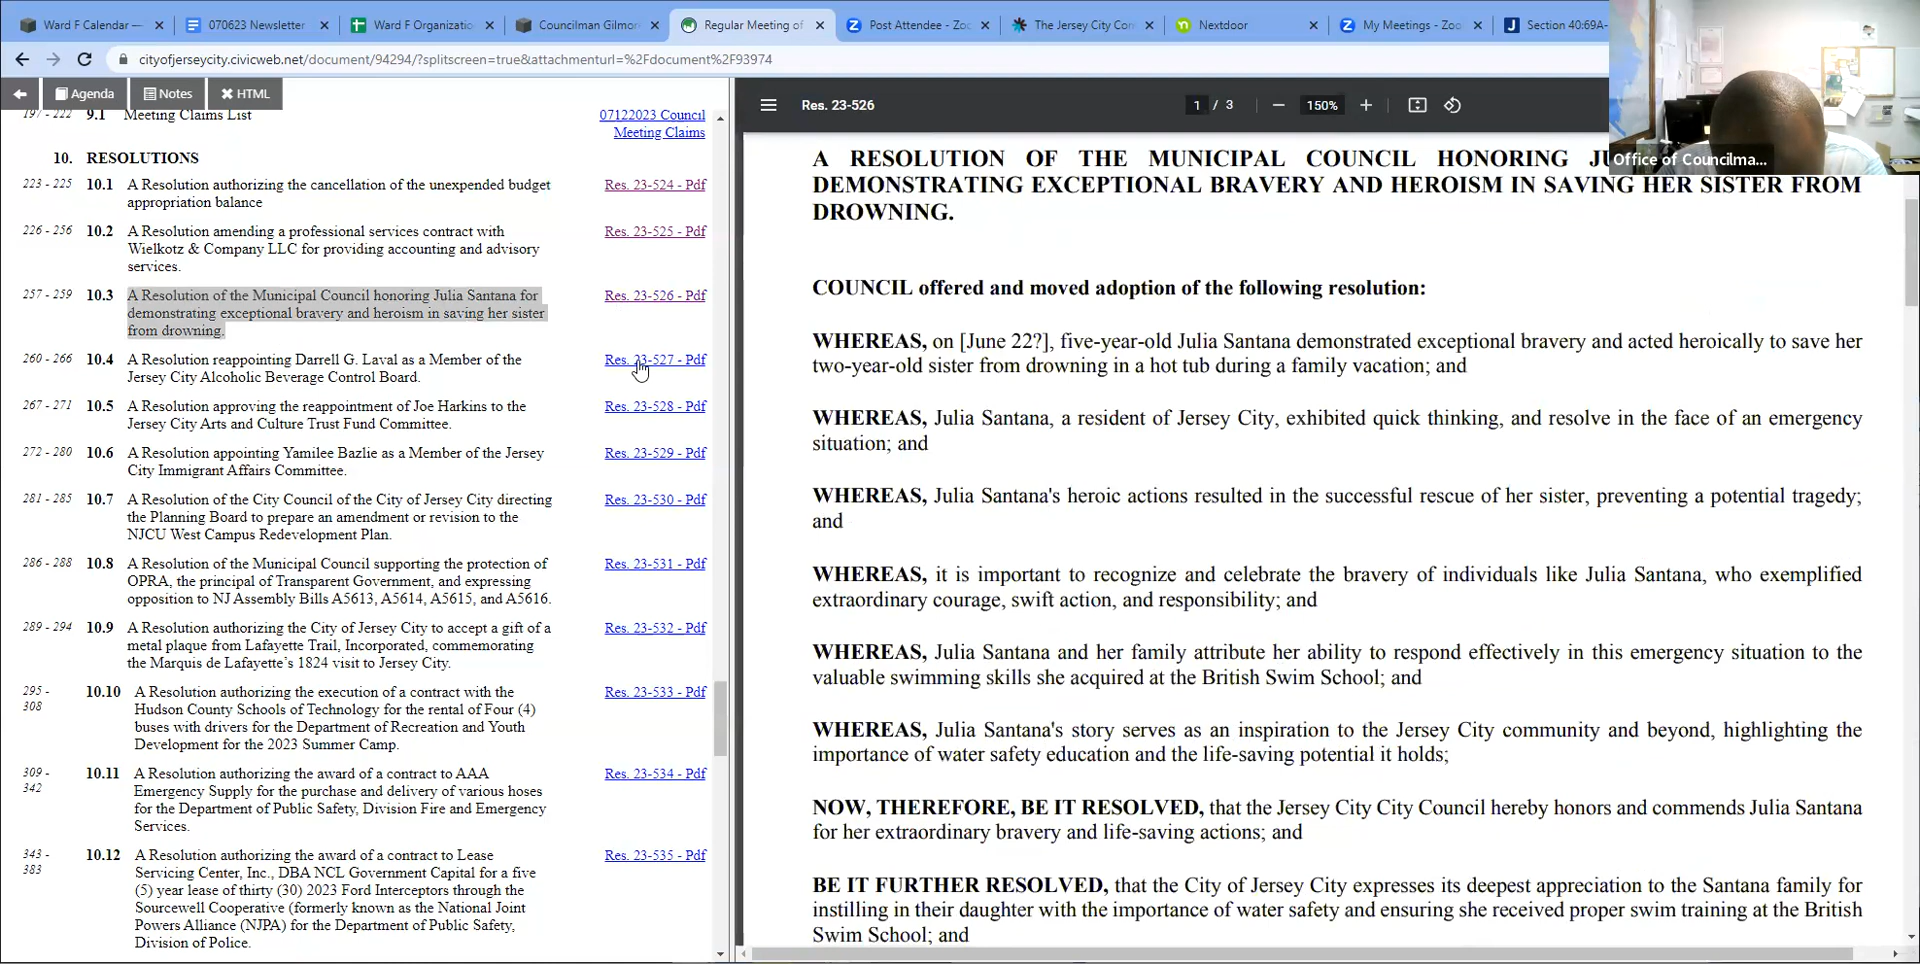 Ward F Calendar —
070623 Newsletter
Ward F Organizatio
Councilman Gilmor
Regular Meeting of
Post Attendee - Zoo
The Jersey City Con
Nextdoor
My Meetings - Zoo
Section 40:69A-
cityofjerseycity.civicweb.net/document/94294/?splitscreen=true&attachmenturl=%2Fdocument%2F93974
Agenda
Notes
HTML
197 - 222 9.1 Meeting Claims List
07122023 Council
Meeting Claims
10. RESOLUTIONS
223 - 225 10.1 A Resolution authorizing the cancellation of the unexpended budget Res. 23-524 - Pdf
appropriation balance
226 - 256 10.2 A Resolution amending a professional services contract with Res. 23-525 - Pdf
Wielkotz & Company LLC for providing accounting and advisory
services.
257 - 259 10.3 A Resolution of the Municipal Council honoring Julia Santana for Res. 23-526 - Pdf
demonstrating exceptional bravery and heroism in saving her sister
from drowning.
260 - 266 10.4 A Resolution reappointing Darrell G. Laval as a Member of the Res. 23-527 - Pdf
Jersey City Alcoholic Beverage Control Board.
267 - 271 10.5 A Resolution approving the reappointment of Joe Harkins to the Res. 23-528 - Pdf
Jersey City Arts and Culture Trust Fund Committee.
272 - 280 10.6 A Resolution appointing Yamilee Bazlie as a Member of the Jersey Res. 23-529 - Pdf
City Immigrant Affairs Committee.
281 - 285 10.7 A Resolution of the City Council of the City of Jersey City directing Res. 23-530 - Pdf
the Planning Board to prepare an amendment or revision to the
NJCU West Campus Redevelopment Plan.
286 - 288 10.8 A Resolution of the Municipal Council supporting the protection of Res. 23-531 - Pdf
OPRA, the principal of Transparent Government, and expressing
opposition to NJ Assembly Bills A5613, A5614, A5615, and A5616.
289 - 294 10.9 A Resolution authorizing the City of Jersey City to accept a gift of a Res. 23-532 - Pdf
metal plaque from Lafayette Trail, Incorporated, commemorating
the Marquis de Lafayette's 1824 visit to Jersey City.
295 - 10.10 A Resolution authorizing the execution of a contract with the Res. 23-533 - Pdf
308 Hudson County Schools of Technology for the rental of Four (4)
buses with drivers for the Department of Recreation and Youth
Development for the 2023 Summer Camp.
309 - 10.11 A Resolution authorizing the award of a contract to AAA Res. 23-534 - Pdf
342 Emergency Supply for the purchase and delivery of various hoses
for the Department of Public Safety, Division Fire and Emergency
Services.
343 - 10.12 A Resolution authorizing the award of a contract to Lease Res. 23-535 - Pdf
383 Servicing Center, Inc., DBA NCL Government Capital for a five
(5) year lease of thirty (30) 2023 Ford Interceptors through the
Sourcewell Cooperative (formerly known as the National Joint
Powers Alliance (NJPA) for the Department of Public Safety,
Division of Police.
Res. 23-526
1 / 3
150%
Office of Councilma...
A RESOLUTION OF THE MUNICIPAL COUNCIL HONORING
DEMONSTRATING EXCEPTIONAL BRAVERY AND HEROISM IN SAVING HER SISTER FROM
DROWNING.
COUNCIL offered and moved adoption of the following resolution:
WHEREAS, on [June 22?], five-year-old Julia Santana demonstrated exceptional bravery and acted heroically to save her
two-year-old sister from drowning in a hot tub during a family vacation; and
WHEREAS, Julia Santana, a resident of Jersey City, exhibited quick thinking, and resolve in the face of an emergency
situation; and
WHEREAS, Julia Santana's heroic actions resulted in the successful rescue of her sister, preventing a potential tragedy;
and
WHEREAS, it is important to recognize and celebrate the bravery of individuals like Julia Santana, who exemplified
extraordinary courage, swift action, and responsibility; and
WHEREAS, Julia Santana and her family attribute her ability to respond effectively in this emergency situation to the
valuable swimming skills she acquired at the British Swim School; and
WHEREAS, Julia Santana's story serves as an inspiration to the Jersey City community and beyond, highlighting the
importance of water safety education and the life-saving potential it holds;
NOW, THEREFORE, BE IT RESOLVED, that the Jersey City City Council hereby honors and commends Julia Santana
for her extraordinary bravery and life-saving actions; and
BE IT FURTHER RESOLVED, that the City of Jersey City expresses its deepest appreciation to the Santana family for
instilling in their daughter with the importance of water safety and ensuring she received proper swim training at the British
Swim School; and